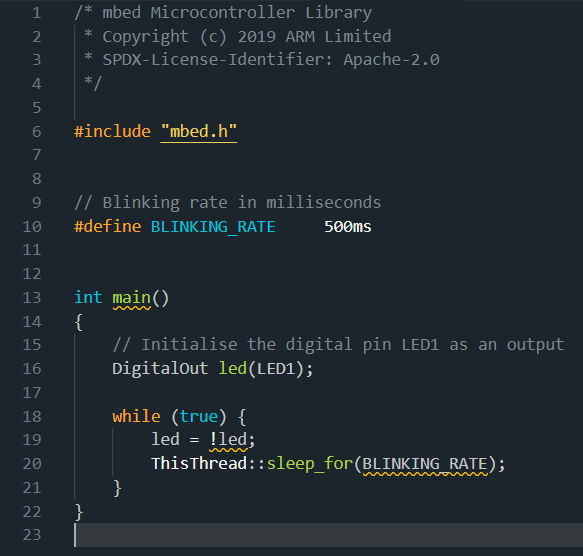 1 /* mbed Microcontroller Library
2  * Copyright (c) 2019 ARM Limited
3  * SPDX-License-Identifier: Apache-2.0
4  */
5
6 #include "mbed.h"
7
8
9 // Blinking rate in milliseconds
10 #define BLINKING_RATE     500ms
11
12
13 int main()
14 {
15     // Initialise the digital pin LED1 as an output
16     DigitalOut led(LED1);
17
18     while (true) {
19         led = !led;
20         ThisThread::sleep_for(BLINKING_RATE);
21     }
22 }
23